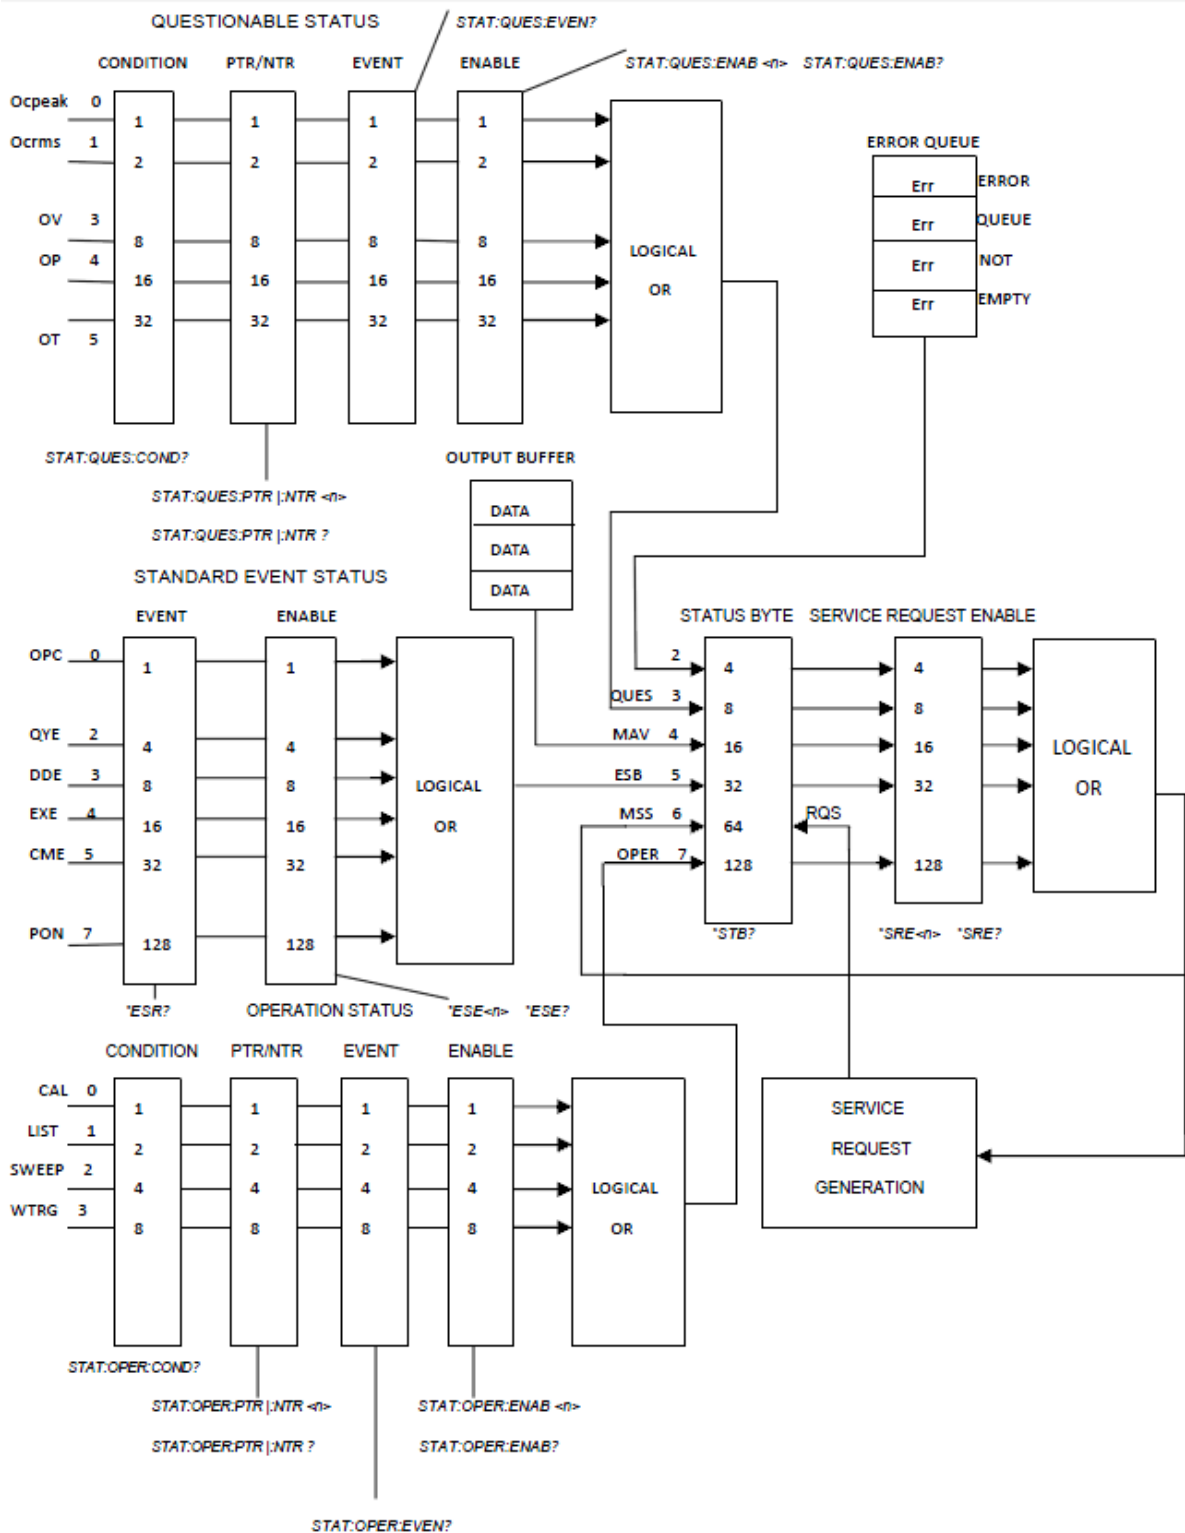 QUESTIONABLE STATUS
STAT:QUES:EVEN?
CONDITION PTR/NTR EVENT ENABLE
STAT:QUES:ENAB <n> STAT:QUES:ENAB?
Ocpeak 0
1 1 1 1
Ocrms 1
2 2 2 2
OV 3
8 8 8 8
OP 4
16 16 16 16
32 32 32 32
OT 5
LOGICAL
OR
ERROR QUEUE
Err ERROR
Err QUEUE
Err NOT
Err EMPTY
STAT:QUES:COND?
STAT:QUES:PTR |:NTR <n>
STAT:QUES:PTR |:NTR ?
OUTPUT BUFFER
DATA
DATA
DATA
STANDARD EVENT STATUS
EVENT ENABLE
OPC 0
1 1
QYE 2
4 4
DDE 3
8 8
EXE 4
16 16
CME 5
32 32
PON 7
128 128
LOGICAL
OR
*ESR?
*ESE<n> *ESE?
STATUS BYTE SERVICE REQUEST ENABLE
2 4 4
QUES 3 8 8
MAV 4 16 16
ESB 5 32 32
MSS 6 64 RQS
OPER 7 128 128
LOGICAL
OR
*STB?
*SRE<n> *SRE?
OPERATION STATUS
CONDITION PTR/NTR EVENT ENABLE
CAL 0
1 1 1 1
LIST 1
2 2 2 2
SWEEP 2
4 4 4 4
WTRG 3
8 8 8 8
LOGICAL
OR
SERVICE
REQUEST
GENERATION
STAT:OPER:COND?
STAT:OPER:PTR |:NTR <n>
STAT:OPER:PTR |:NTR ?
STAT:OPER:ENAB <n>
STAT:OPER:ENAB?
STAT:OPER:EVEN?